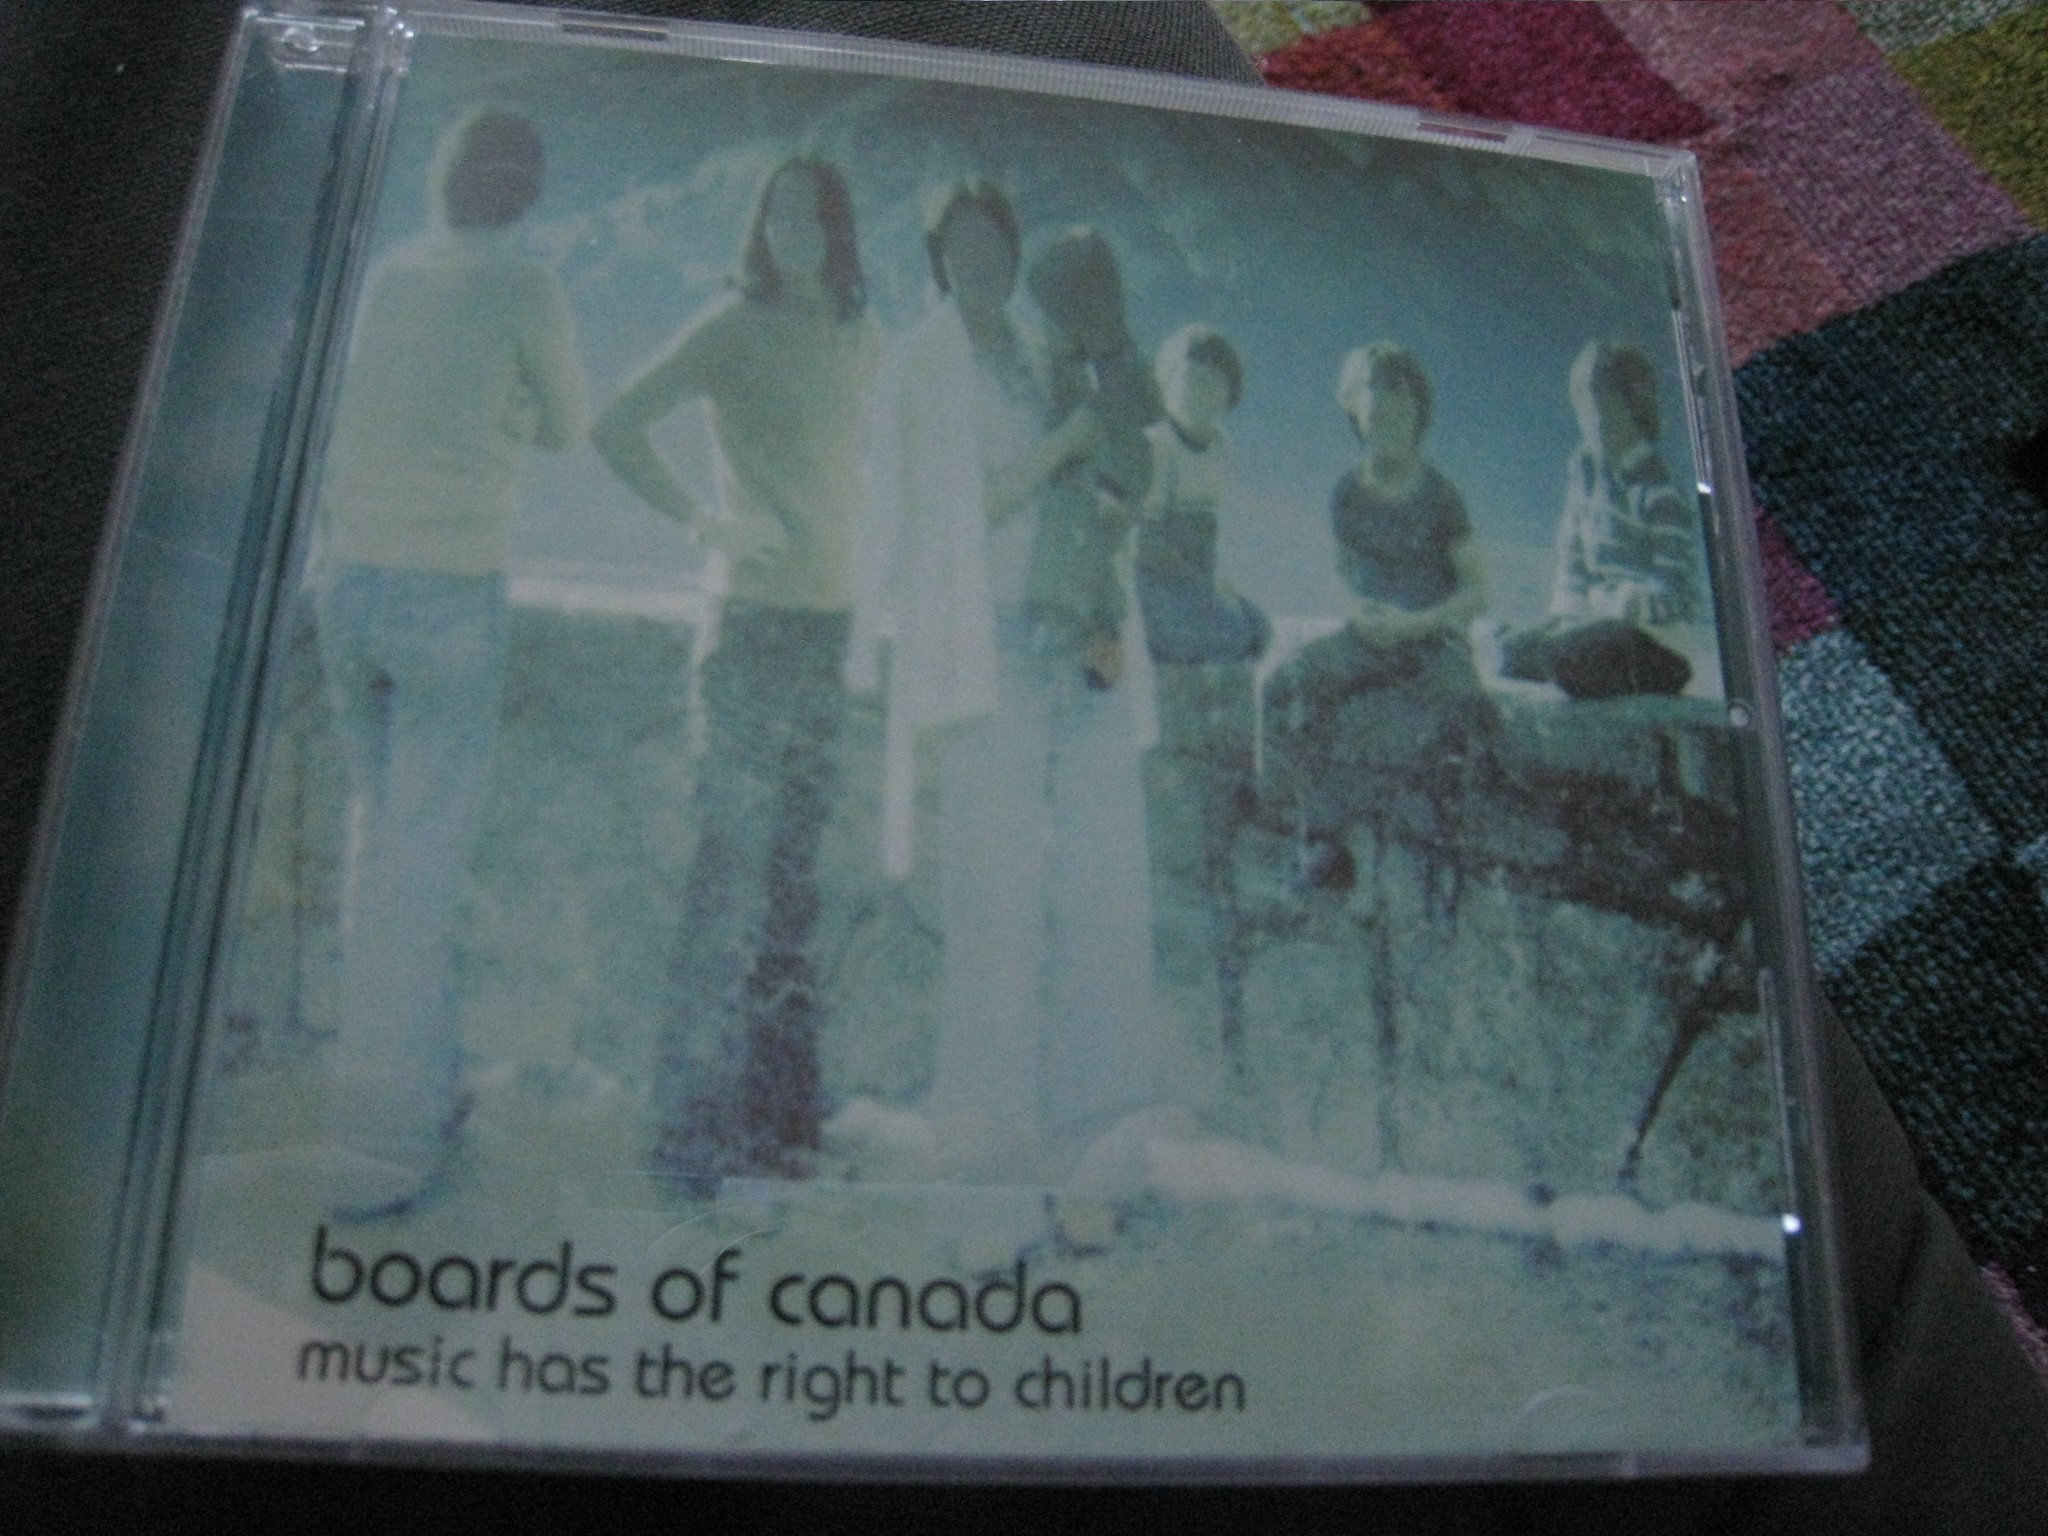 boards of canada
music has the right to children